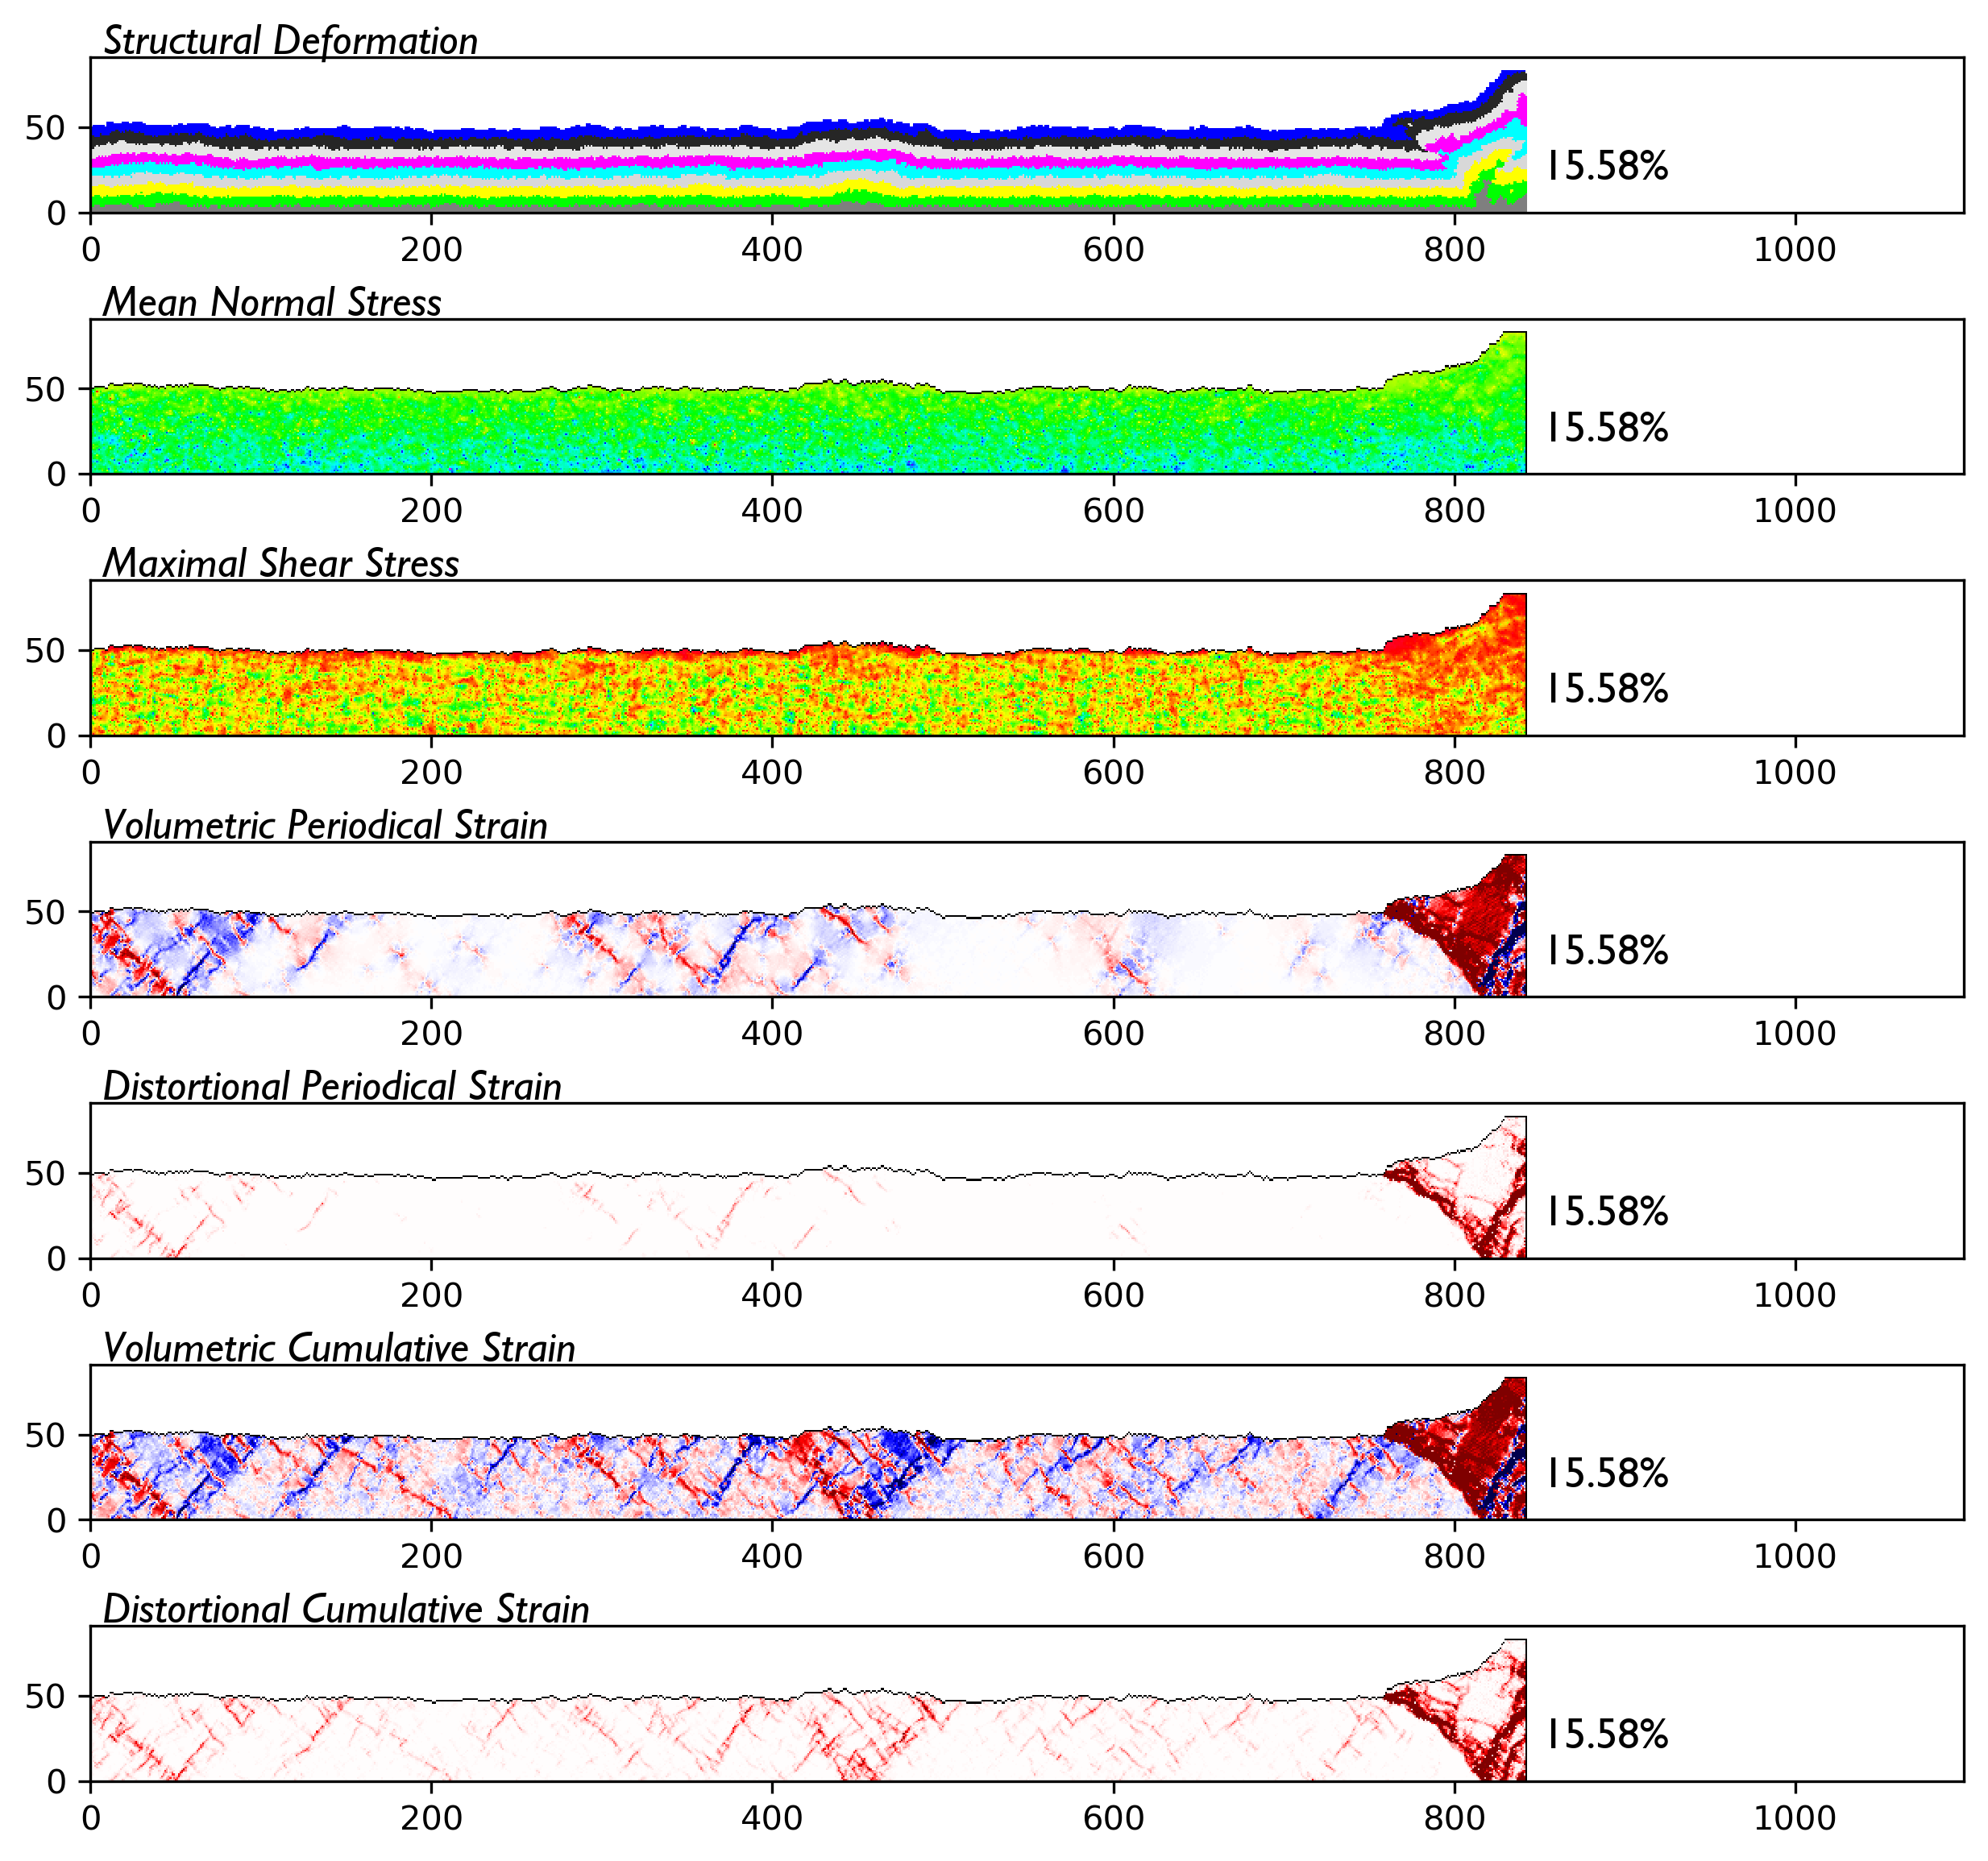 Structural Deformation
50
0
15.58%
0 200 400 600 800 1000
Mean Normal Stress
50
0
15.58%
0 200 400 600 800 1000
Maximal Shear Stress
50
0
15.58%
0 200 400 600 800 1000
Volumetric Periodical Strain
50
0
15.58%
0 200 400 600 800 1000
Distortional Periodical Strain
50
0
15.58%
0 200 400 600 800 1000
Volumetric Cumulative Strain
50
0
15.58%
0 200 400 600 800 1000
Distortional Cumulative Strain
50
0
15.58%
0 200 400 600 800 1000